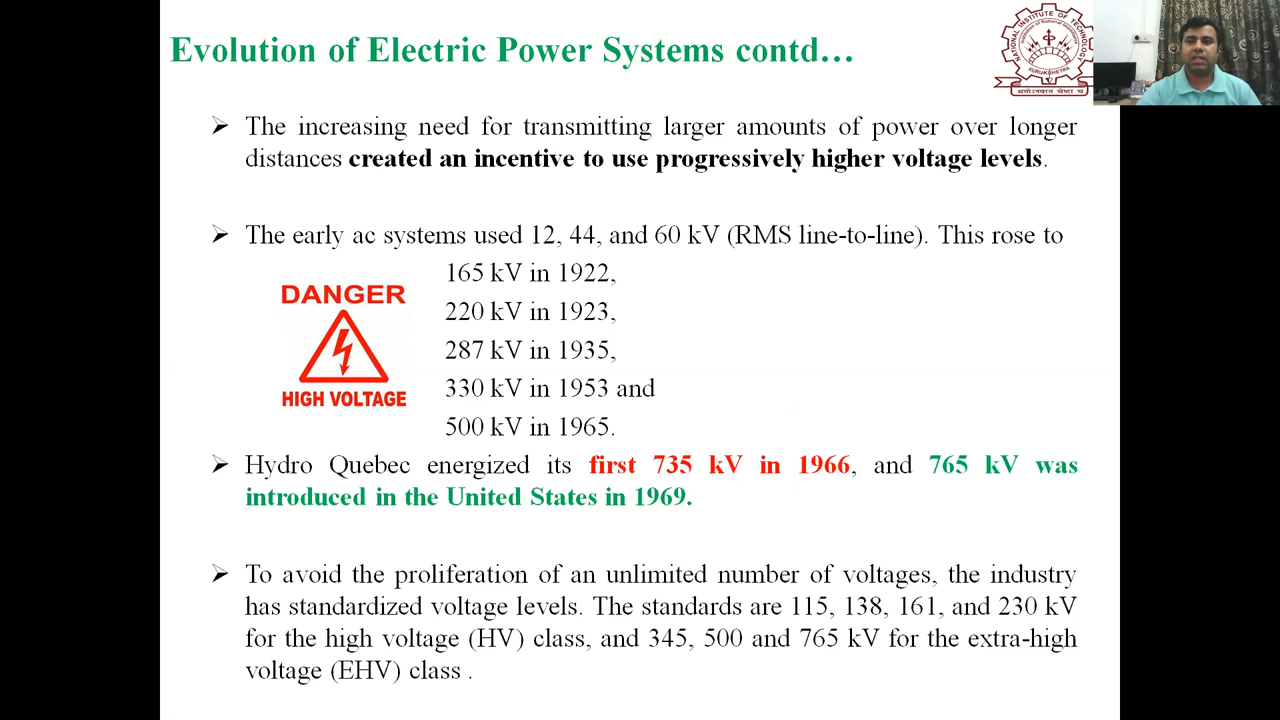 Evolution of Electric Power Systems contd…
NATIONAL INSTITUTE OF TECHNOLOGY
KURUKSHETRA
➢ The increasing need for transmitting larger amounts of power over longer
distances created an incentive to use progressively higher voltage levels.
➢ The early ac systems used 12, 44, and 60 kV (RMS line-to-line). This rose to
165 kV in 1922,
220 kV in 1923,
287 kV in 1935,
330 kV in 1953 and
500 kV in 1965.
DANGER
HIGH VOLTAGE
➢ Hydro Quebec energized its first 735 kV in 1966, and 765 kV was
introduced in the United States in 1969.
➢ To avoid the proliferation of an unlimited number of voltages, the industry
has standardized voltage levels. The standards are 115, 138, 161, and 230 kV
for the high voltage (HV) class, and 345, 500 and 765 kV for the extra-high
voltage (EHV) class .